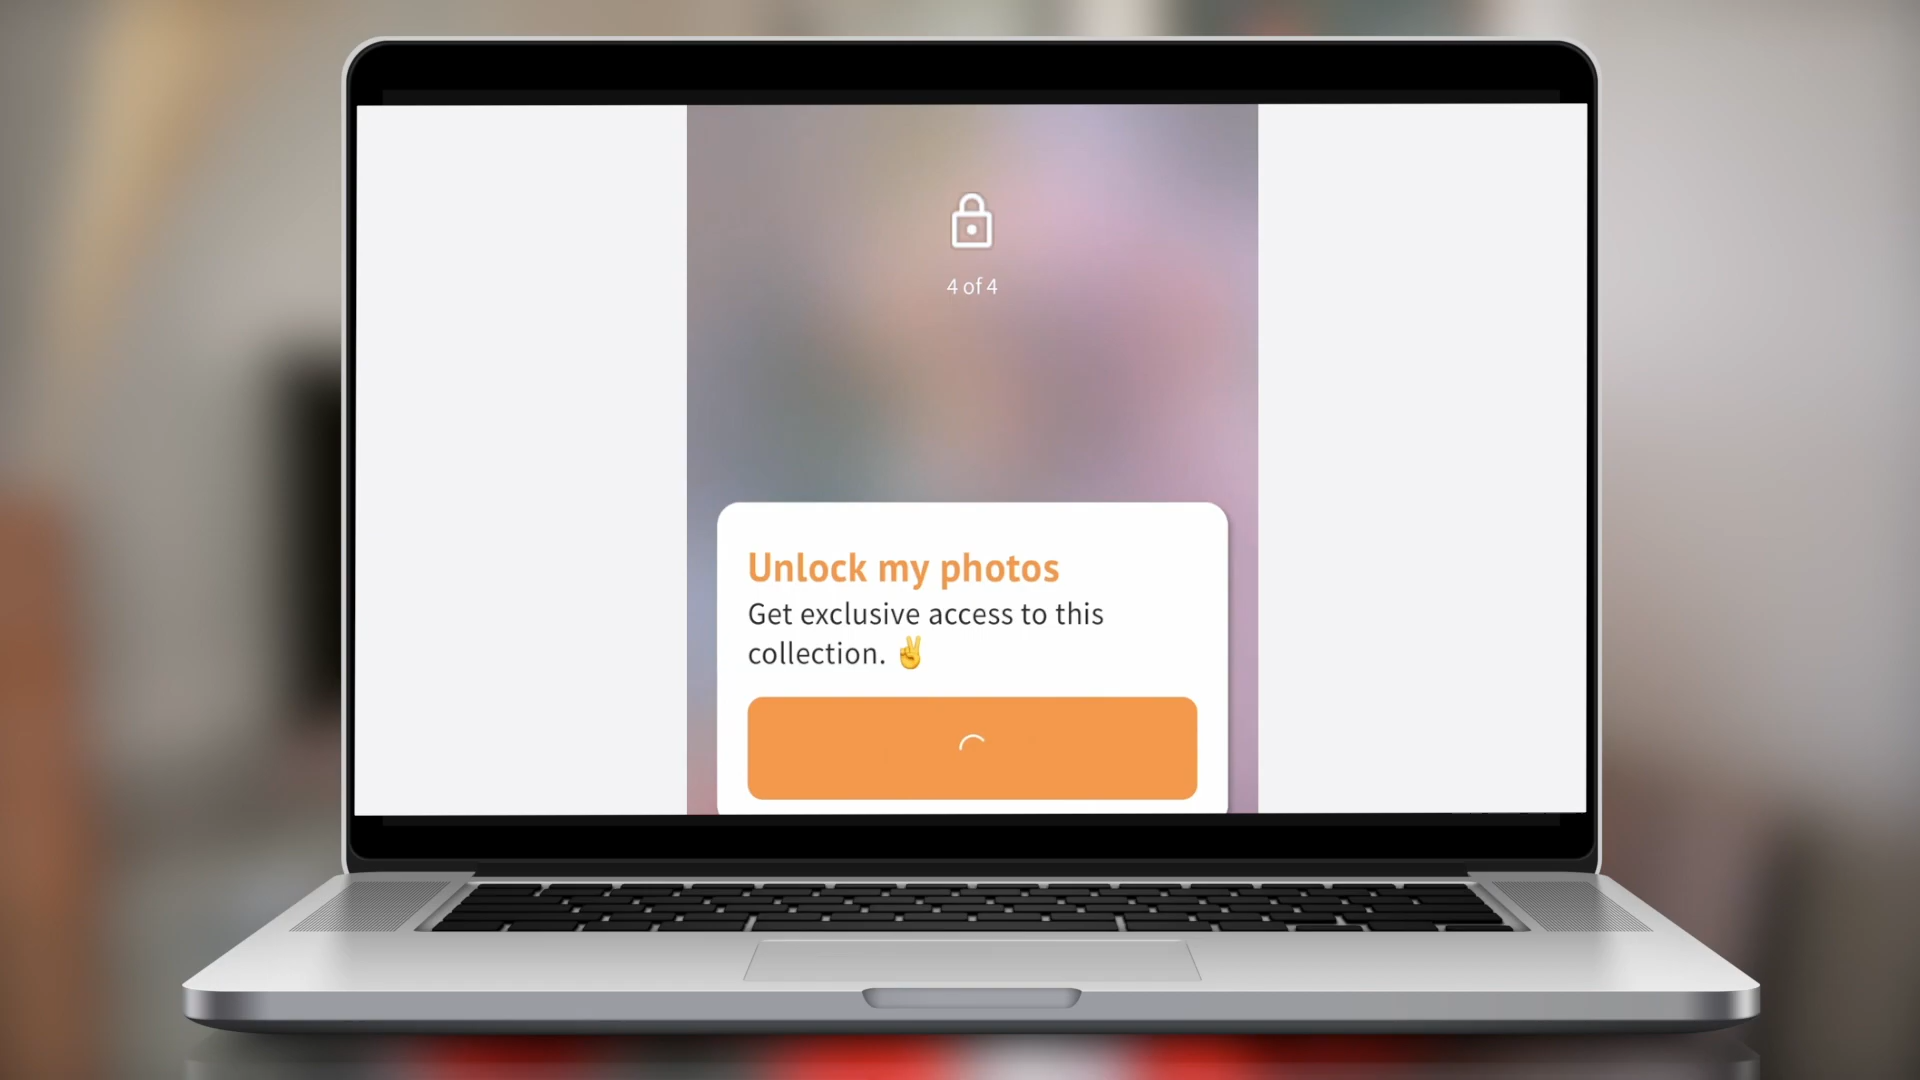 4 of 4
Unlock my photos
Get exclusive access to this
collection. ✌️